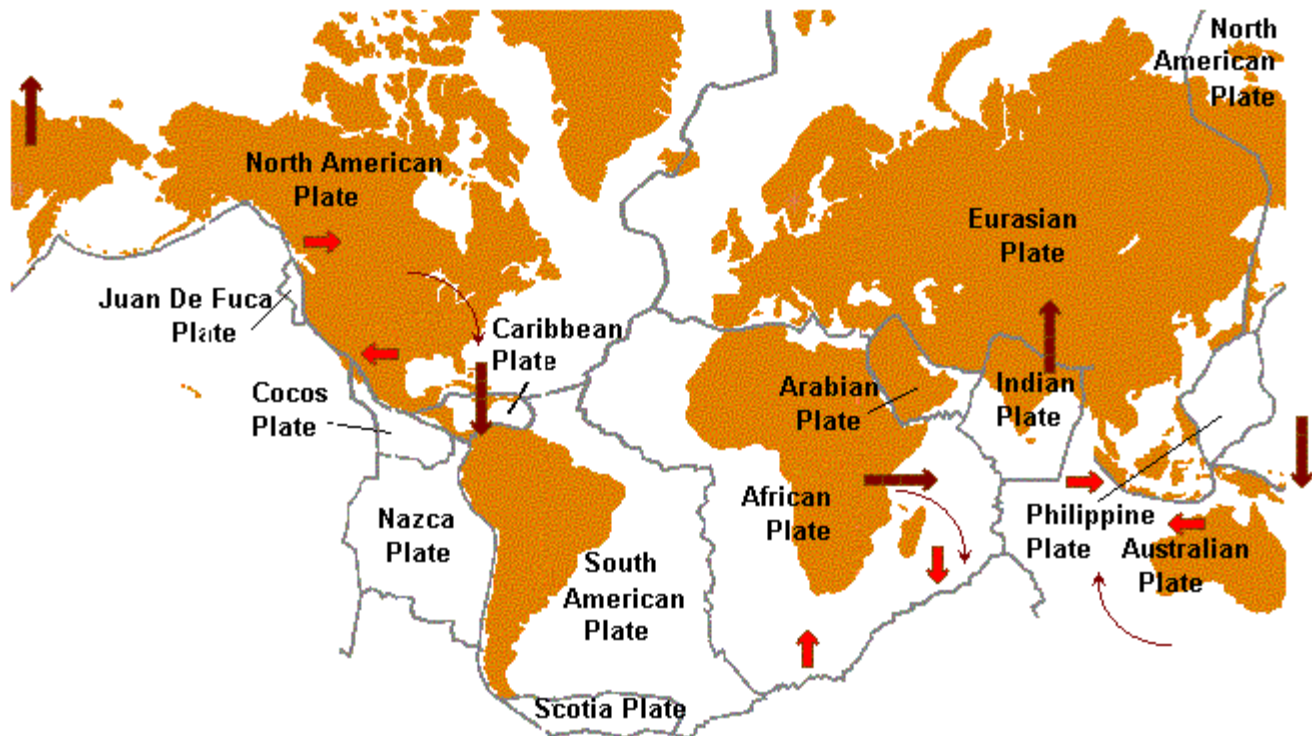 North
American
Plate
North American
Plate
Eurasian
Plate
Juan De Fuca
Plate
Caribbean
Plate
Cocos
Plate
Arabian
Plate
Indian
Plate
African
Plate
Nazca
Plate
Philippine
Plate
Australian
Plate
South
American
Plate
Scotia Plate